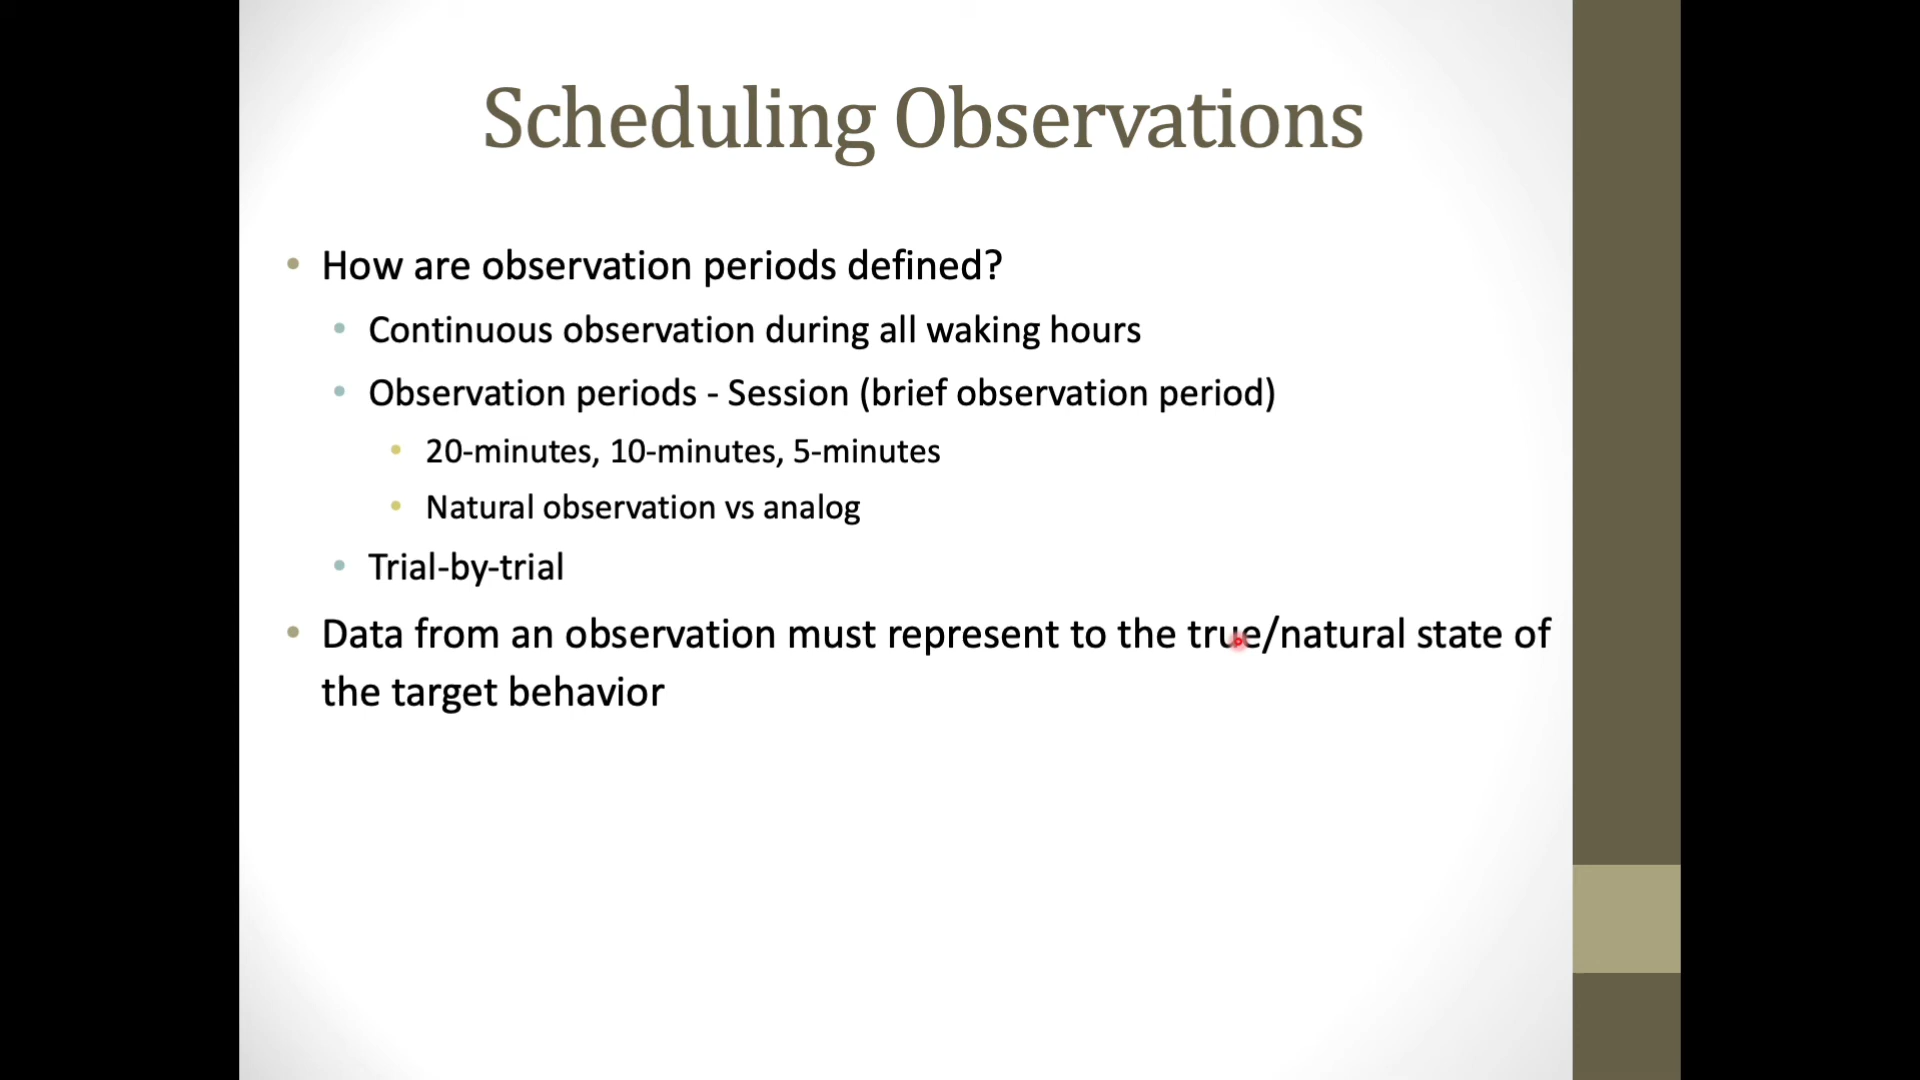 Scheduling Observations
• How are observation periods defined?
• Continuous observation during all waking hours
• Observation periods - Session (brief observation period)
• 20-minutes, 10-minutes, 5-minutes
• Natural observation vs analog
• Trial-by-trial
• Data from an observation must represent to the true/natural state of
the target behavior